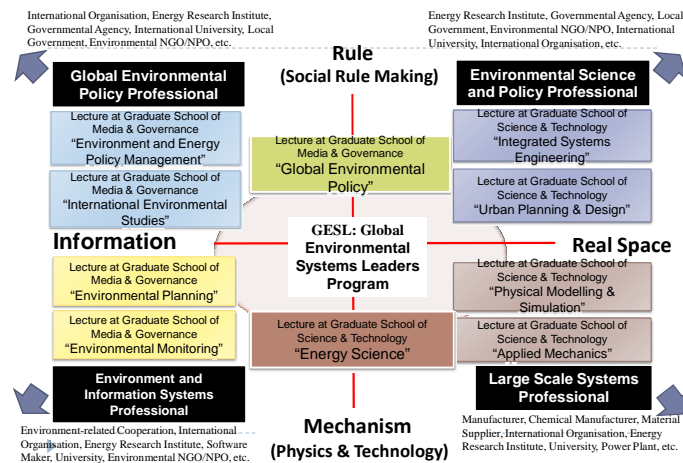 International Organisation, Energy Research Institute,
Governmental Agency, International University, Local
Government, Environmental NGO/NPO, etc.
Energy Research Institute, Governmental Agency, Local
Government, Environmental NGO/NPO, International
University, International Organisation, etc.
Rule
(Social Rule Making)
Global Environmental
Policy Professional
Environmental Science
and Policy Professional
Lecture at Graduate School of
Media & Governance
“Environment and Energy
Policy Management”
Lecture at Graduate School of
Media & Governance
“International Environmental
Studies”
Lecture at Graduate School of
Media & Governance
“Global Environmental
Policy”
Lecture at Graduate School of
Science & Technology
“Integrated Systems
Engineering”
Lecture at Graduate School of
Science & Technology
“Urban Planning & Design”
Information
GESL: Global
Environmental
Systems Leaders
Program
Real Space
Lecture at Graduate School of
Media & Governance
“Environmental Planning”
Lecture at Graduate School of
Media & Governance
“Environmental Monitoring”
Lecture at Graduate School of
Science & Technology
“Energy Science”
Lecture at Graduate School of
Science & Technology
“Physical Modelling &
Simulation”
Lecture at Graduate School of
Science & Technology
“Applied Mechanics”
Environment and
Information Systems
Professional
Large Scale Systems
Professional
Mechanism
(Physics & Technology)
Environment-related Cooperation, International
Organisation, Energy Research Institute, Software
Maker, University, Environmental NGO/NPO, etc.
Manufacturer, Chemical Manufacturer, Material
Supplier, International Organisation, Energy
Research Institute, University, Power Plant, etc.